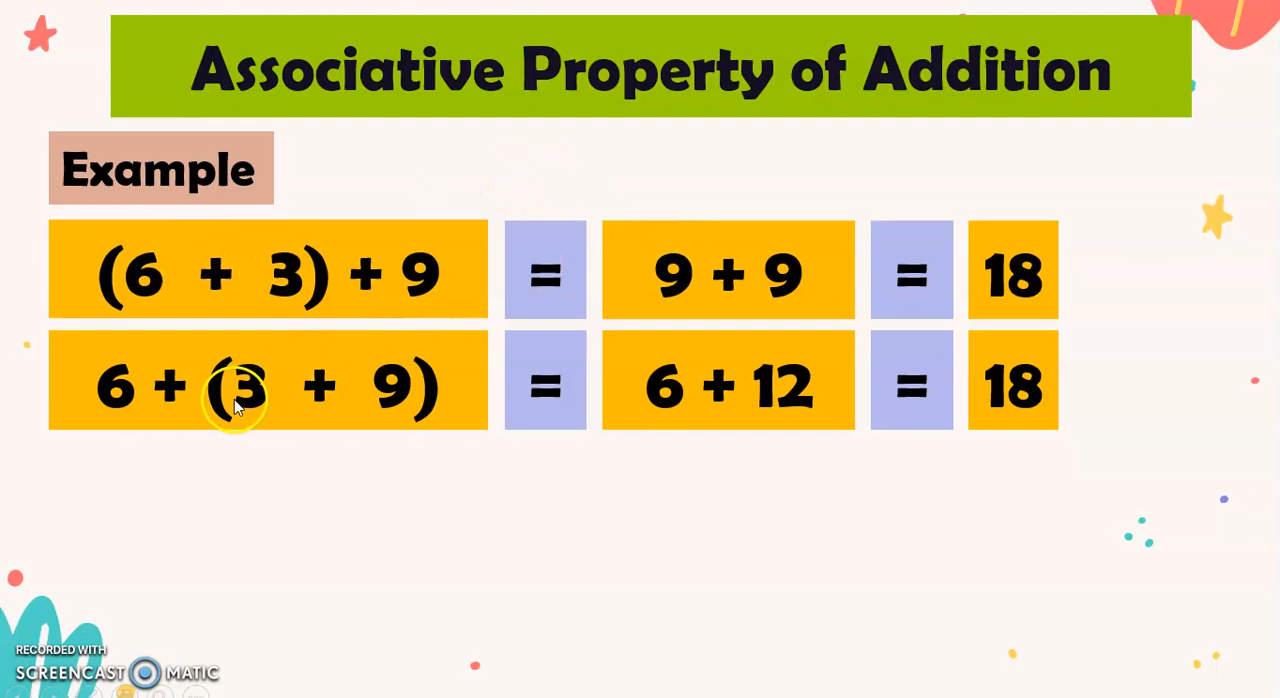 Associative Property of Addition
Example
(6 + 3) + 9 = 9 + 9 = 18
6 + (3 + 9) = 6 + 12 = 18
RECORDED WITH
SCREENCAST MATIC